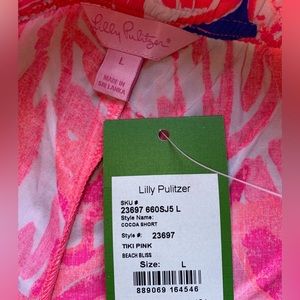 Lilly Pulitzer
L
MADE IN
SRI LANKA
Lilly Pulitzer
SKU #
23697 660SJ5 L
Style Name:
COCOA SHORT
Style #: 23697
TIKI PINK
BEACH BLISS
Size: L
889069 164546